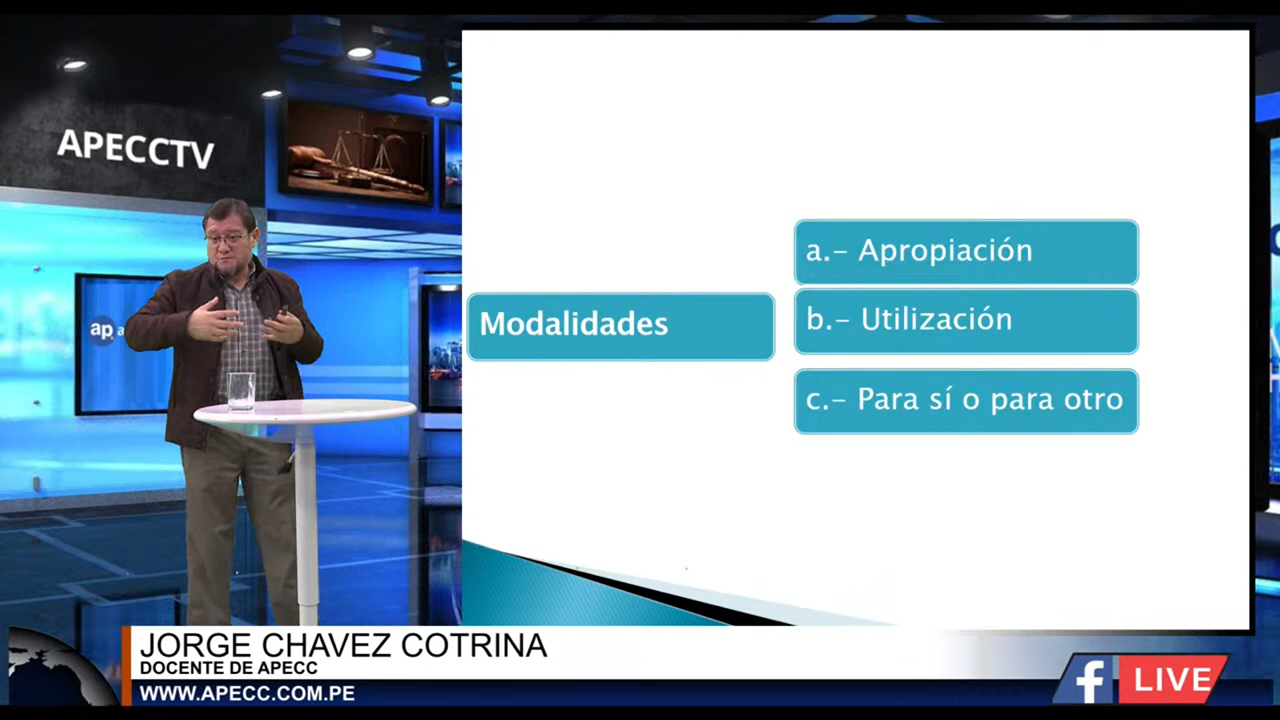 APECCTV
ap
Modalidades
a.- Apropiación
b.- Utilización
c.- Para sí o para otro
JORGE CHAVEZ COTRINA
DOCENTE DE APECC
WWW.APECC.COM.PE
f LIVE